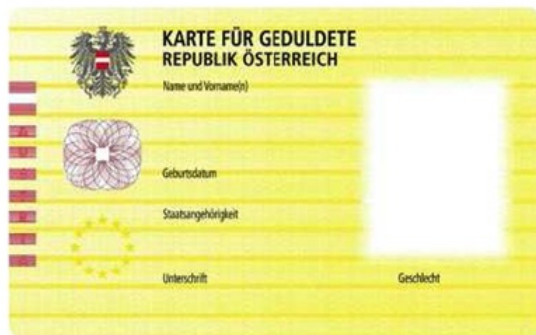 KARTE FÜR GEDULDETE
REPUBLIK ÖSTERREICH
Name und Vorname(n)
Geburtsdatum
Staatsangehörigkeit
Unterschrift
Geschlecht